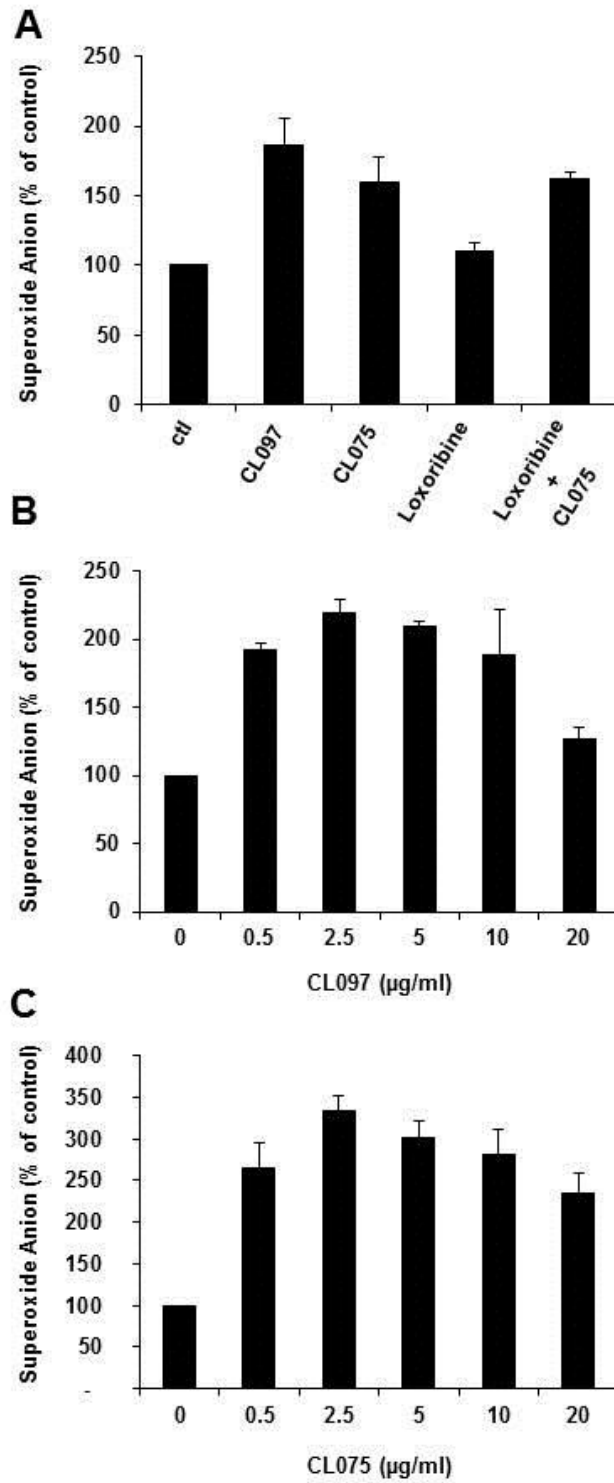 A
Superoxide Anion (% of control)
250
200
150
100
50
0
ctl
CL097
CL075
Loxoribine
Loxoribine
+
CL075
B
Superoxide Anion (% of control)
250
200
150
100
50
0
0 0.5 2.5 5 10 20
CL097 (µg/ml)
C
Superoxide Anion (% of control)
400
350
300
250
200
150
100
50
-
0 0.5 2.5 5 10 20
CL075 (µg/ml)